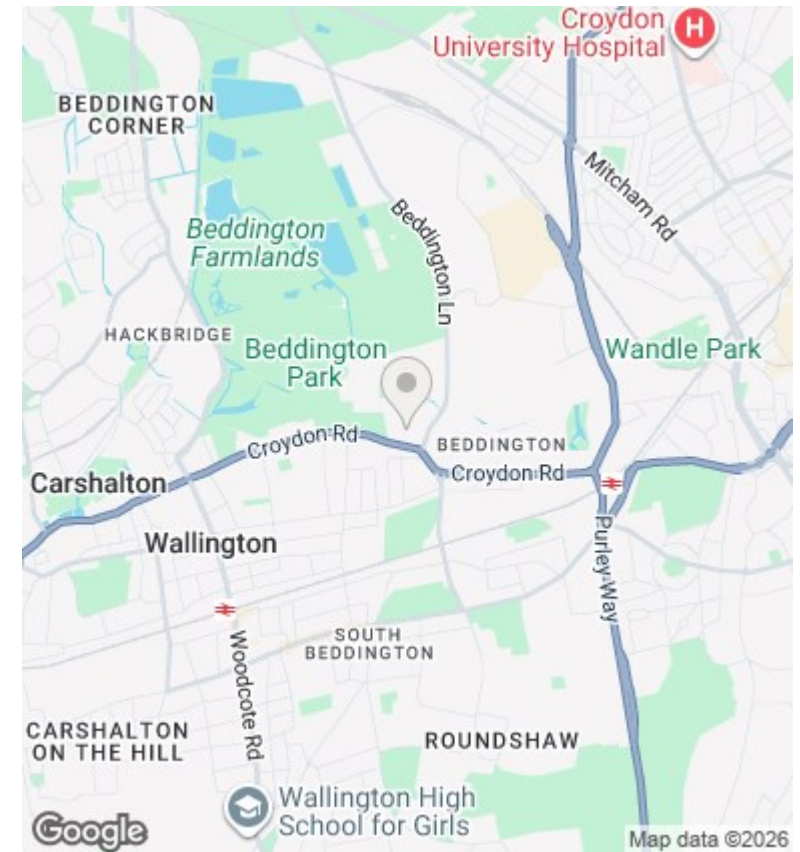 Croydon
University Hospital
H
BEDDINGTON
CORNER
Mitcham Rd
Beddington Ln
Beddington
Farmlands
HACKBRIDGE
Beddington
Park
Wandle Park
Croydon Rd
BEDDINGTON
Croydon Rd
Carshalton
Wallington
Purley Way
SOUTH
BEDDINGTON
Woodcote Rd
CARSHALTON
ON THE HILL
ROUNDSHAW
Wallington High
School for Girls
Google
Map data ©2026